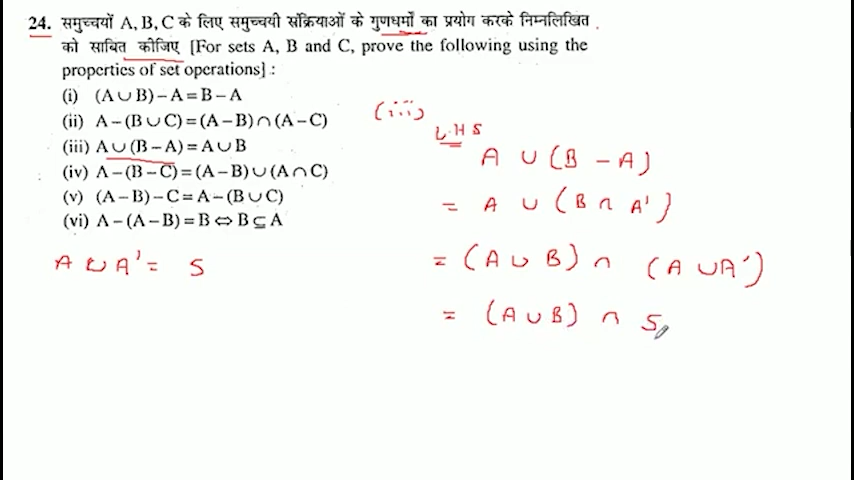 24. समुच्चयों A, B, C के लिए समुच्चयी संक्रियाओं के गुणधर्मों का प्रयोग करके निम्नलिखित
को साबित कीजिए [For sets A, B and C, prove the following using the
properties of set operations] :
(i) (A ∪ B) – A = B – A
(ii) A – (B ∪ C) = (A – B) ∩ (A – C)
(iii) A ∪ (B – A) = A ∪ B
(iv) A – (B – C) = (A – B) ∪ (A ∩ C)
(v) (A – B) – C = A – (B ∪ C)
(vi) A – (A – B) = B ⇔ B ⊆ A
A ∪ A' = S
(iii)
L.H S
A ∪ (B – A)
= A ∪ (B ∩ A')
= (A ∪ B) ∩ (A ∪ A')
= (A ∪ B) ∩ S